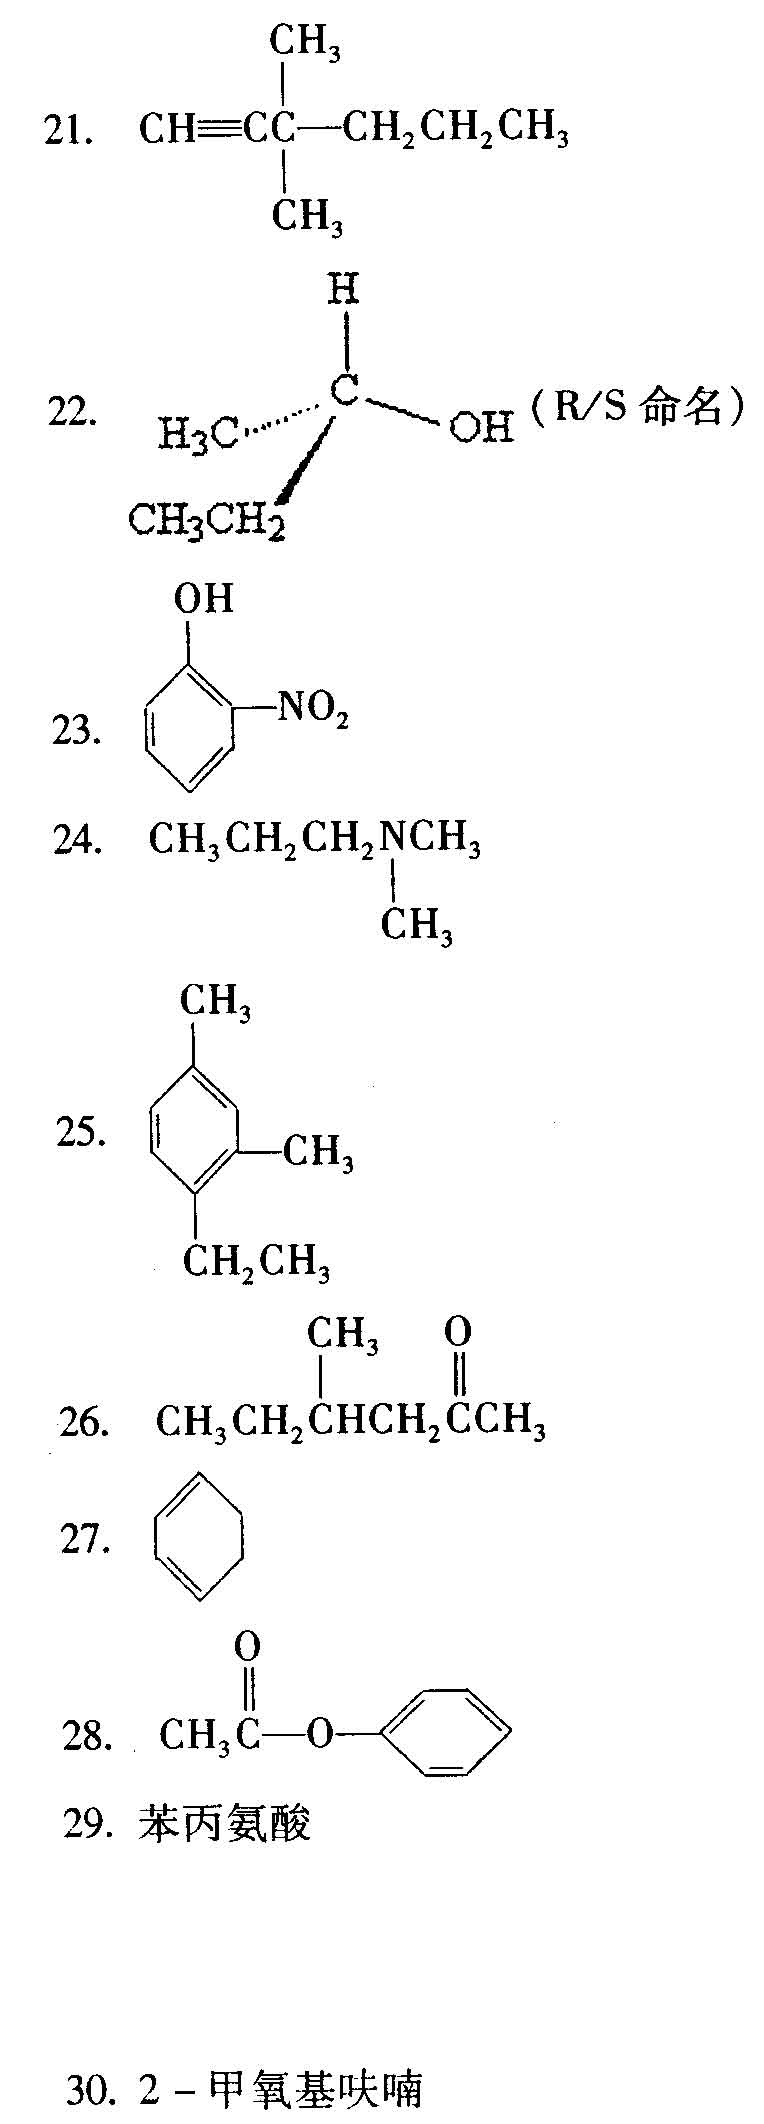 CH₃
21. CH≡CC—CH₂CH₂CH₃
CH₃
H
22. H₃C C OH (R/S 命名)
CH₃CH₂
OH
23. —NO₂
24. CH₃CH₂CH₂NCH₃
CH₃
CH₃
25. —CH₃
CH₂CH₃
CH₃ O
26. CH₃CH₂CHCH₂CCH₃
27.
O
28. CH₃C—O—
29. 苯丙氨酸
30. 2-甲氧基呋喃